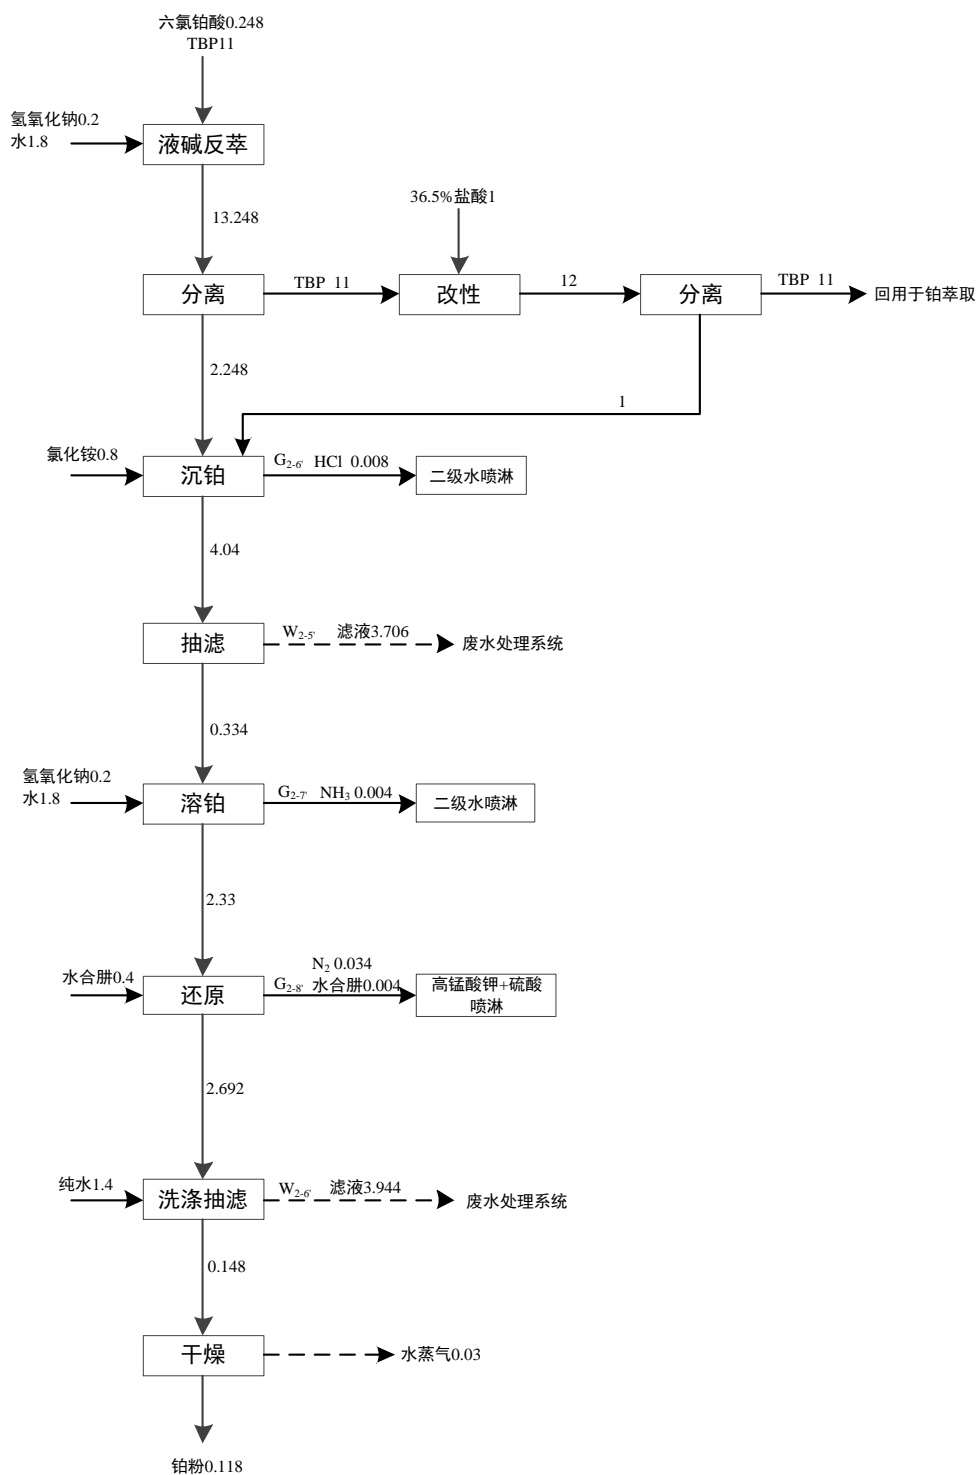 六氯铂酸0.248
TBP11
氢氧化钠0.2
水1.8
液碱反萃
13.248
36.5%盐酸1
分离
TBP 11
改性
12
分离
TBP 11
回用于铂萃取
2.248
1
氯化铵0.8
沉铂
G2-6' HCl 0.008
二级水喷淋
4.04
抽滤
W2-5' 滤液3.706
废水处理系统
0.334
氢氧化钠0.2
水1.8
溶铂
G2-7' NH3 0.004
二级水喷淋
2.33
水合肼0.4
还原
N2 0.034
G2-8' 水合肼0.004
高锰酸钾+硫酸
喷淋
2.692
纯水1.4
洗涤抽滤
W2-6' 滤液3.944
废水处理系统
0.148
干燥
水蒸气0.03
铂粉0.118